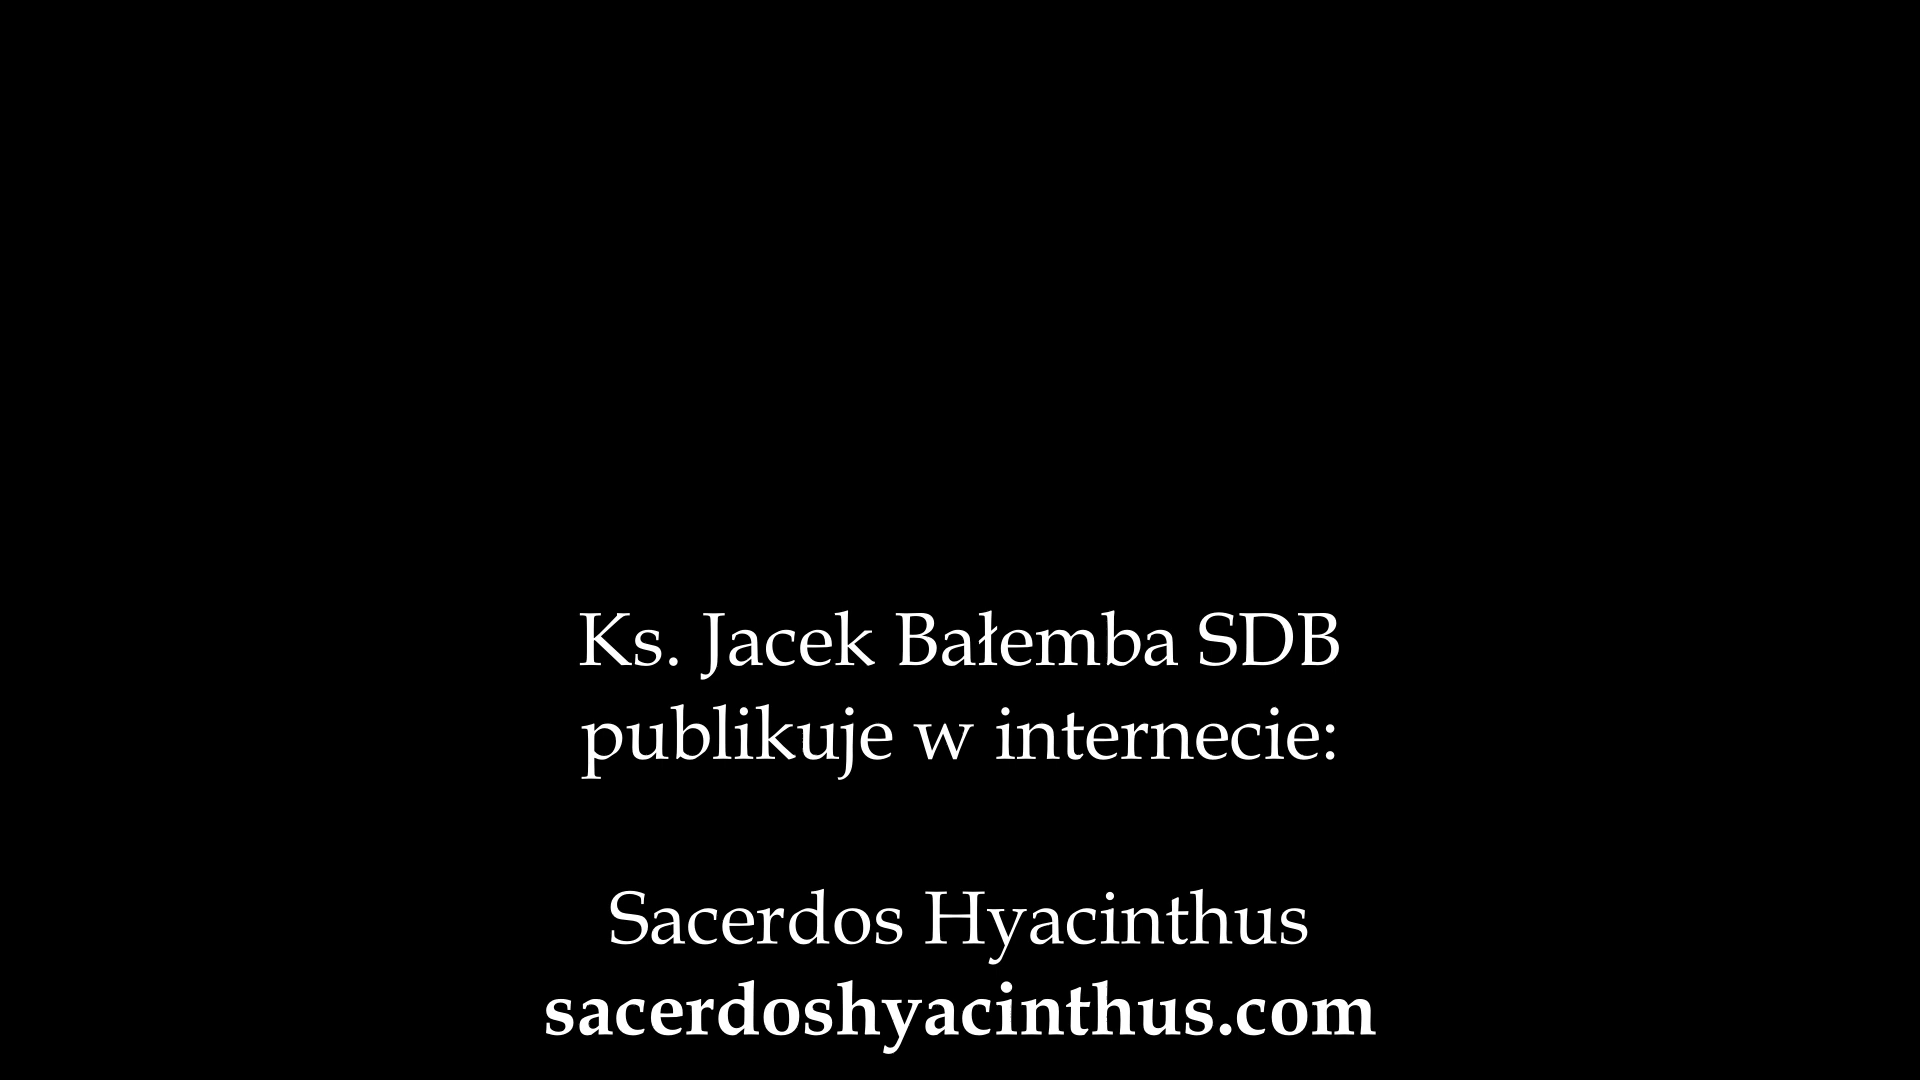 Ks. Jacek Bałemba SDB
publikuje w internecie:
Sacerdos Hyacinthus
sacerdoshyacinthus.com